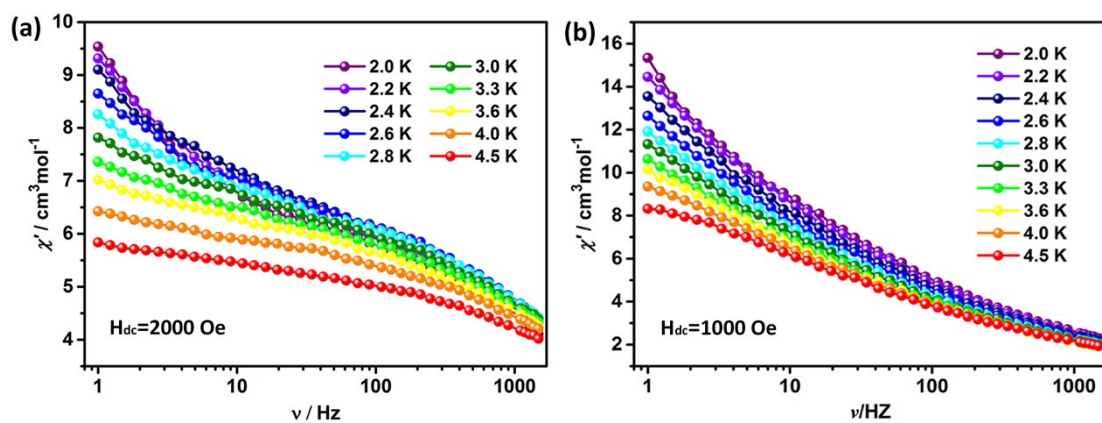 (a)
χ' / cm³mol⁻¹
10
9
8
7
6
5
4
2.0 K 3.0 K
2.2 K 3.3 K
2.4 K 3.6 K
2.6 K 4.0 K
2.8 K 4.5 K
Hdc=2000 Oe
1 10 100 1000
ν / Hz
(b)
χ' / cm³mol⁻¹
16
14
12
10
8
6
4
2
2.0 K
2.2 K
2.4 K
2.6 K
2.8 K
3.0 K
3.3 K
3.6 K
4.0 K
4.5 K
Hdc=1000 Oe
1 10 100 1000
ν/HZ